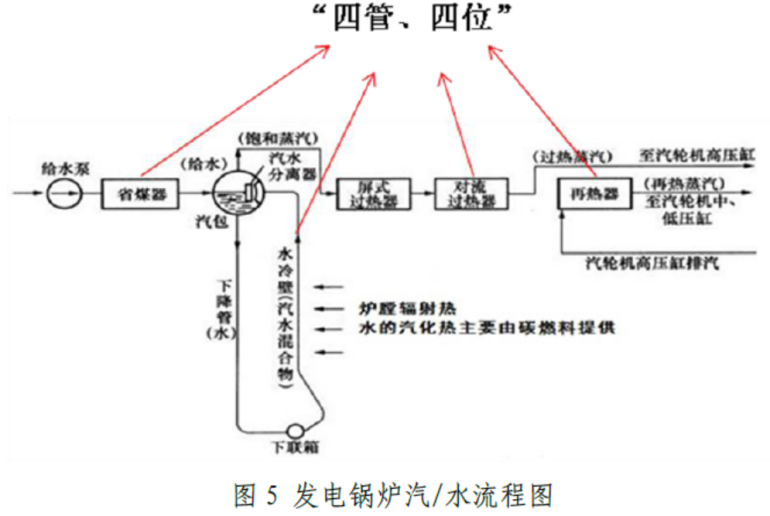 “四管、四位”
(饱和蒸汽)
给水泵
(给水)
汽水
分离器
(过热蒸汽)
至汽轮机高压缸
省煤器
屏式
过热器
对流
过热器
再热器
(再热蒸汽)
至汽轮机中、
低压缸
汽包
汽轮机高压缸排汽
下降管(水)
水冷壁(汽水混合物)
炉膛辐射热
水的汽化热主要由碳燃料提供
下联箱
图 5 发电锅炉汽/水流程图